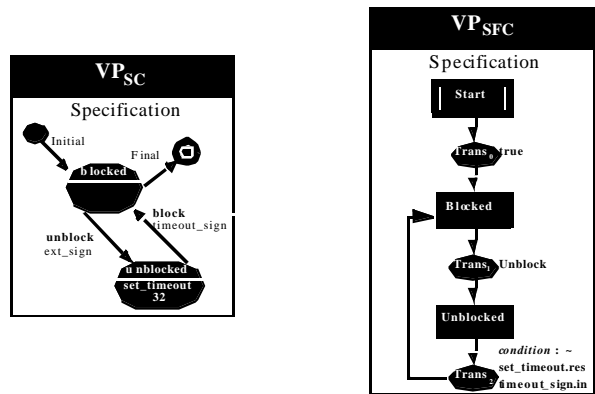 VPSC
Specification
Initial
Final
blocked
block
timeout_sign
unblock
ext_sign
unblocked
set_timeout
32
VPSFC
Specification
Start
Trans0 true
Blocked
Trans1 Unblock
Unblocked
condition : ~
set_timeout.res
Trans2 timeout_sign.in